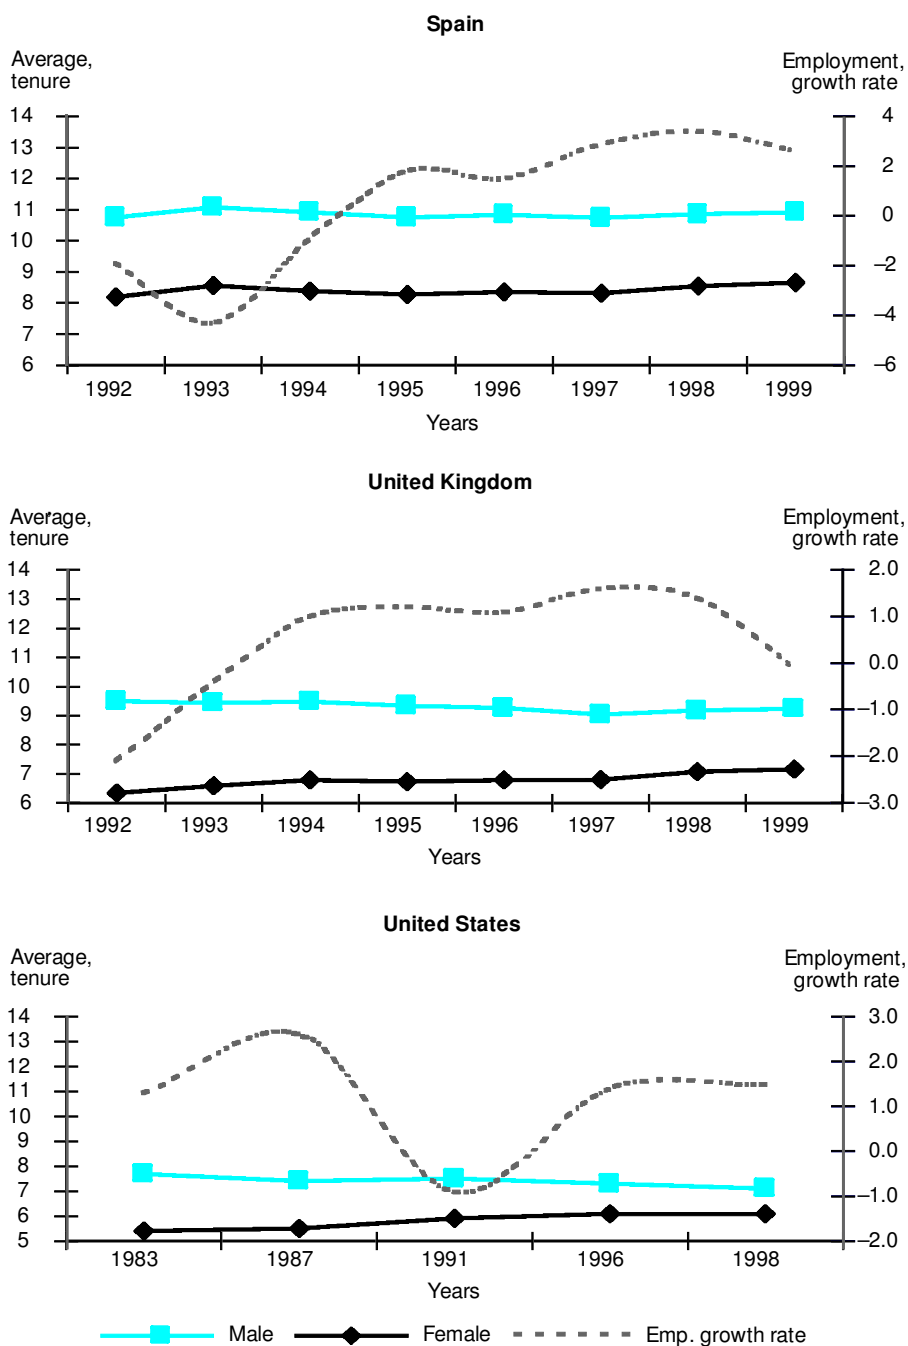 Spain
Average, Employment,
tenure growth rate
14 4
13
12 2
11 0
10
9 –2
8 –4
7
6 –6
1992 1993 1994 1995 1996 1997 1998 1999
Years
United Kingdom
Average, Employment,
tenure growth rate
14 2.0
13
12 1.0
11 0.0
10
9 –1.0
8 –2.0
7
6 –3.0
1992 1993 1994 1995 1996 1997 1998 1999
Years
United States
Average, Employment,
tenure growth rate
14 3.0
13
12 2.0
11
10 1.0
9
8 0.0
7 –1.0
6
5 –2.0
1983 1987 1991 1996 1998
Years
Male Female Emp. growth rate